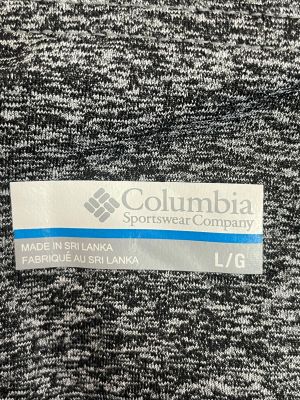 Columbia
Sportswear Company
MADE IN SRI LANKA
FABRIQUÉ AU SRI LANKA
L/G